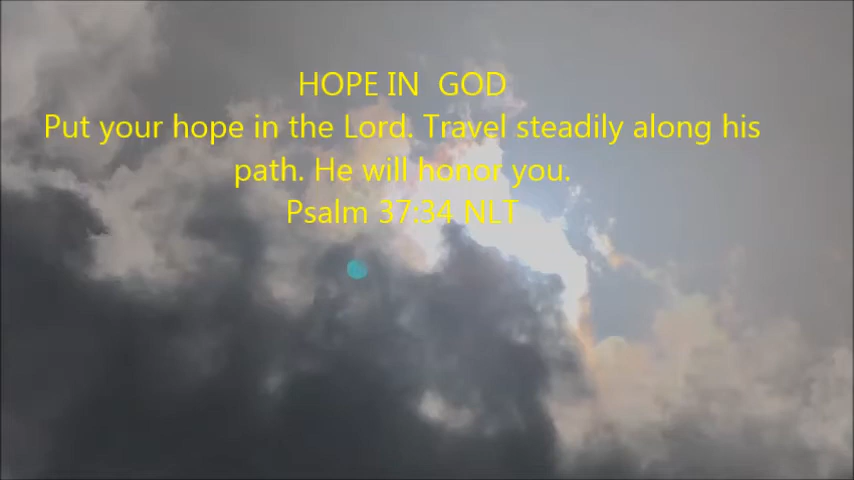 HOPE IN  GOD
Put your hope in the Lord. Travel steadily along his
path. He will honor you.
Psalm 37:34 NLT